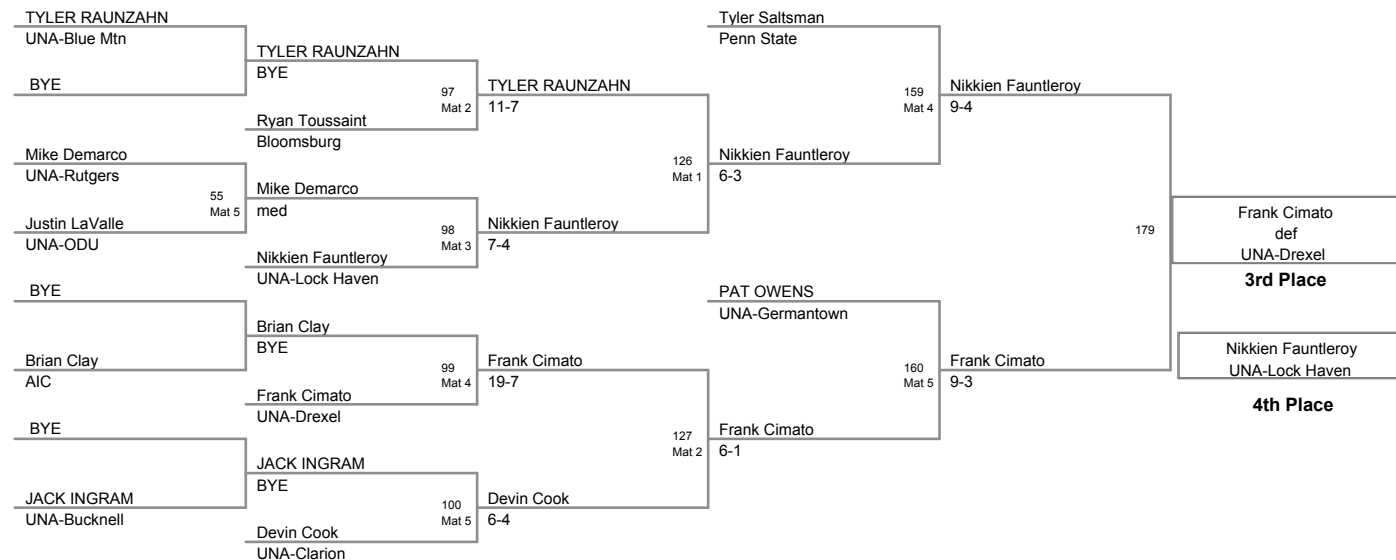 TYLER RAUNZAHN
UNA-Blue Mtn
BYE
Mike Demarco
UNA-Rutgers
Justin LaValle
UNA-ODU
BYE
Brian Clay
AIC
BYE
JACK INGRAM
UNA-Bucknell
TYLER RAUNZAHN
BYE
Ryan Toussaint
Bloomsburg
55
Mat 5
Mike Demarco
med
Nikkien Fauntleroy
UNA-Lock Haven
Brian Clay
BYE
Frank Cimato
UNA-Drexel
JACK INGRAM
BYE
Devin Cook
UNA-Clarion
97
Mat 2
TYLER RAUNZAHN
11-7
98
Mat 3
Nikkien Fauntleroy
7-4
99
Mat 4
Frank Cimato
19-7
100
Mat 5
Devin Cook
6-4
Tyler Saltsman
Penn State
126
Mat 1
Nikkien Fauntleroy
6-3
PAT OWENS
UNA-Germantown
127
Mat 2
Frank Cimato
6-1
159
Mat 4
Nikkien Fauntleroy
9-4
160
Mat 5
Frank Cimato
9-3
179
Frank Cimato
def
UNA-Drexel
3rd Place
Nikkien Fauntleroy
UNA-Lock Haven
4th Place